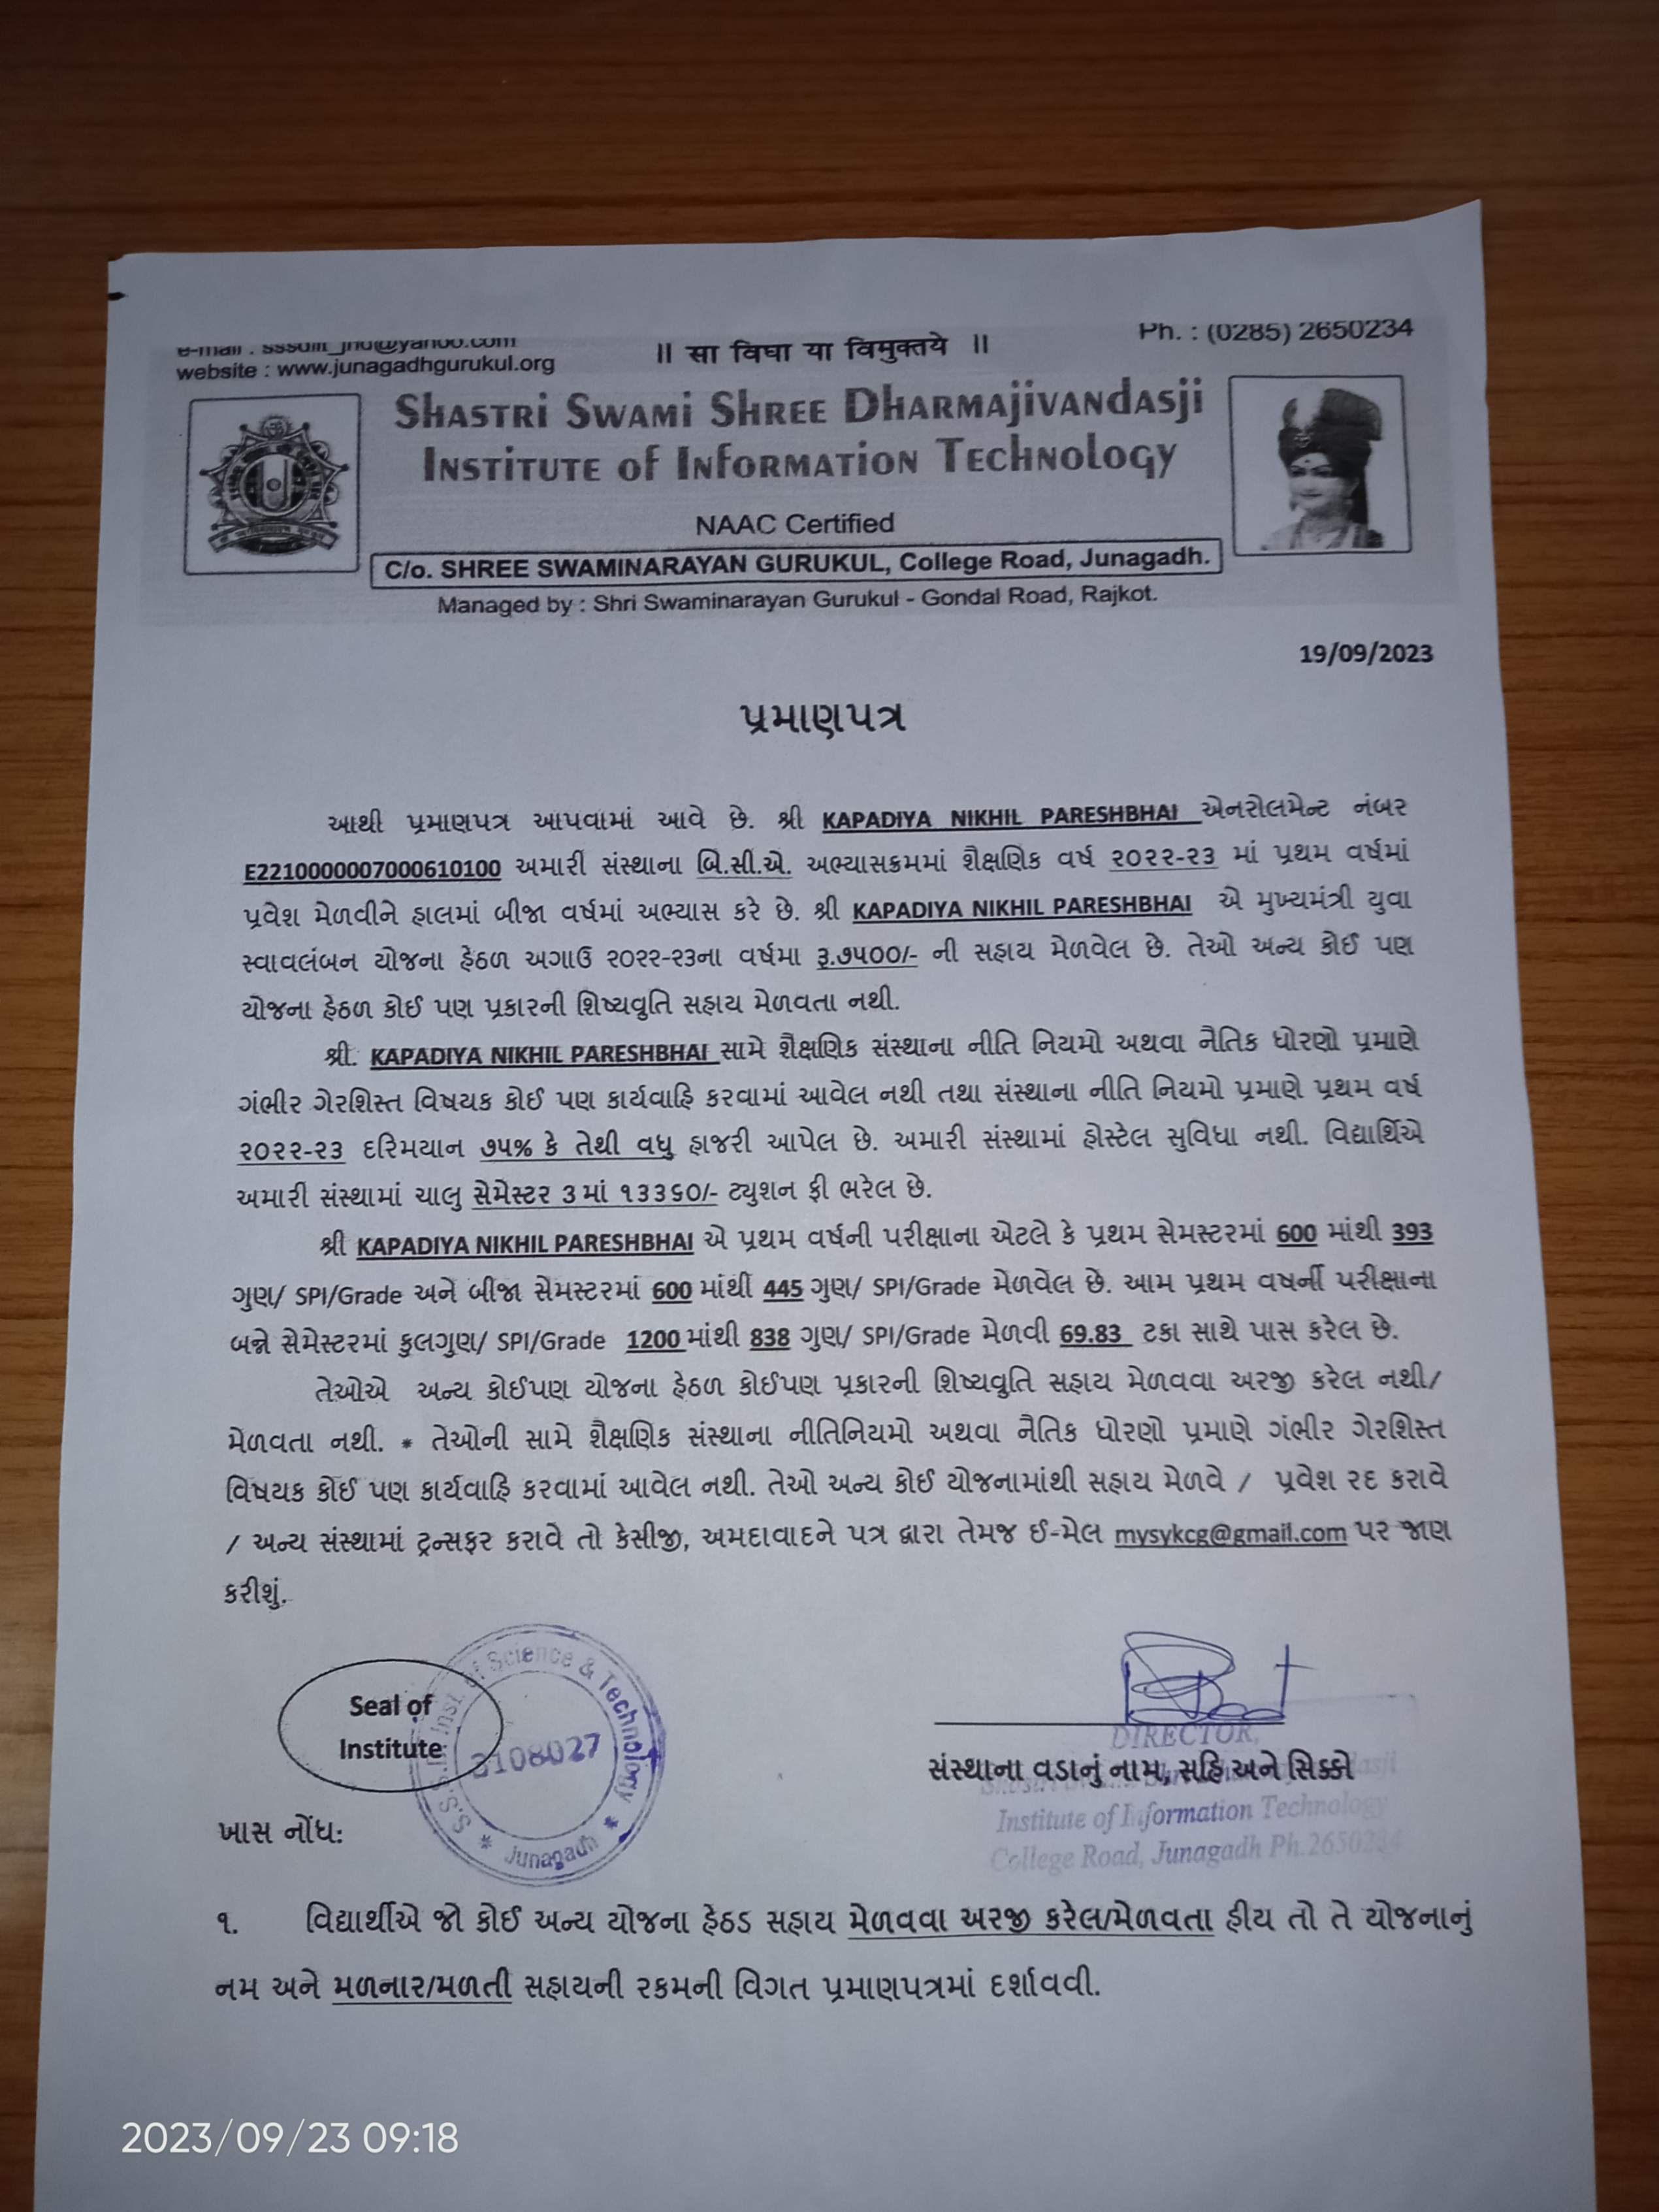 website : www.junagadhgurukul.org
|| सा विद्या या विमुक्तये ||
Ph. : (0285) 2650234
Shastri Swami Shree Dharmajivandasji
Institute of Information Technology
NAAC Certified
C/o. SHREE SWAMINARAYAN GURUKUL, College Road, Junagadh.
Managed by : Shri Swaminarayan Gurukul - Gondal Road, Rajkot.
19/09/2023
પ્રમાણપત્ર
આથી પ્રમાણપત્ર આપવામાં આવે છે. શ્રી KAPADIYA NIKHIL PARESHBHAI એનરોલમેન્ટ નંબર
E2210000007000610100 અમારી સંસ્થાના બિ.સી.એ. અભ્યાસક્રમમાં શૈક્ષણિક વર્ષ ૨૦૨૨-૨૩ માં પ્રથમ વર્ષમાં
પ્રવેશ મેળવીને હાલમાં બીજા વર્ષમાં અભ્યાસ કરે છે. શ્રી KAPADIYA NIKHIL PARESHBHAI એ મુખ્યમંત્રી યુવા
સ્વાવલંબન યોજના હેઠળ અગાઉ ૨૦૨૨-૨૩ના વર્ષમા રૂ.૭૫૦૦/- ની સહાય મેળવેલ છે. તેઓ અન્ય કોઈ પણ
યોજના હેઠળ કોઈ પણ પ્રકારની શિષ્યવૃતિ સહાય મેળવતા નથી.
શ્રી. KAPADIYA NIKHIL PARESHBHAI સામે શૈક્ષણિક સંસ્થાના નીતિ નિયમો અથવા નૈતિક ધોરણો પ્રમાણે
ગંભીર ગેરશિસ્ત વિષયક કોઈ પણ કાર્યવાહિ કરવામાં આવેલ નથી તથા સંસ્થાના નીતિ નિયમો પ્રમાણે પ્રથમ વર્ષ
૨૦૨૨-૨૩ દરિમયાન ૭૫% કે તેથી વધુ હાજરી આપેલ છે. અમારી સંસ્થામાં હોસ્ટેલ સુવિધા નથી. વિદ્યાર્થિએ
અમારી સંસ્થામાં ચાલુ સેમેસ્ટર ૩માં ૧૩૩૬૦/- ટ્યુશન ફી ભરેલ છે.
શ્રી KAPADIYA NIKHIL PARESHBHAI એ પ્રથમ વર્ષની પરીક્ષાના એટલે કે પ્રથમ સેમસ્ટરમાં 600 માંથી 393
ગુણ/ SPI/Grade અને બીજા સેમસ્ટરમાં 600 માંથી 445 ગુણ/ SPI/Grade મેળવેલ છે. આમ પ્રથમ વષર્ની પરીક્ષાના
બન્ને સેમેસ્ટરમાં કુલગુણ/ SPI/Grade 1200 માંથી 838 ગુણ/ SPI/Grade મેળવી 69.83 ટકા સાથે પાસ કરેલ છે.
તેઓએ અન્ય કોઈપણ યોજના હેઠળ કોઈપણ પ્રકારની શિષ્યવૃતિ સહાય મેળવવા અરજી કરેલ નથી/
મેળવતા નથી. * તેઓની સામે શૈક્ષણિક સંસ્થાના નીતિનિયમો અથવા નૈતિક ધોરણો પ્રમાણે ગંભીર ગેરશિસ્ત
વિષયક કોઈ પણ કાર્યવાહિ કરવામાં આવેલ નથી. તેઓ અન્ય કોઈ યોજનામાંથી સહાય મેળવે / પ્રવેશ રદ કરાવે
/ અન્ય સંસ્થામાં ટ્રન્સફર કરાવે તો કેસીજી, અમદાવાદને પત્ર દ્વારા તેમજ ઈ-મેલ mysykcg@gmail.com પર જાણ
કરીશું.
Seal of
Institute
S.S.S.D. Inst. of Science & Technology * Junagadh *
2108027
DIRECTOR,
સંસ્થાના વડાનું નામ, સહિ અને સિક્કો
Institute of Information Technology
College Road, Junagadh Ph.2650234
ખાસ નોંધ:
૧. વિદ્યાર્થીએ જો કોઈ અન્ય યોજના હેઠડ સહાય મેળવવા અરજી કરેલ/મેળવતા હીય તો તે યોજનાનું
નમ અને મળનાર/મળતી સહાયની રકમની વિગત પ્રમાણપત્રમાં દર્શાવવી.
2023/09/23 09:18